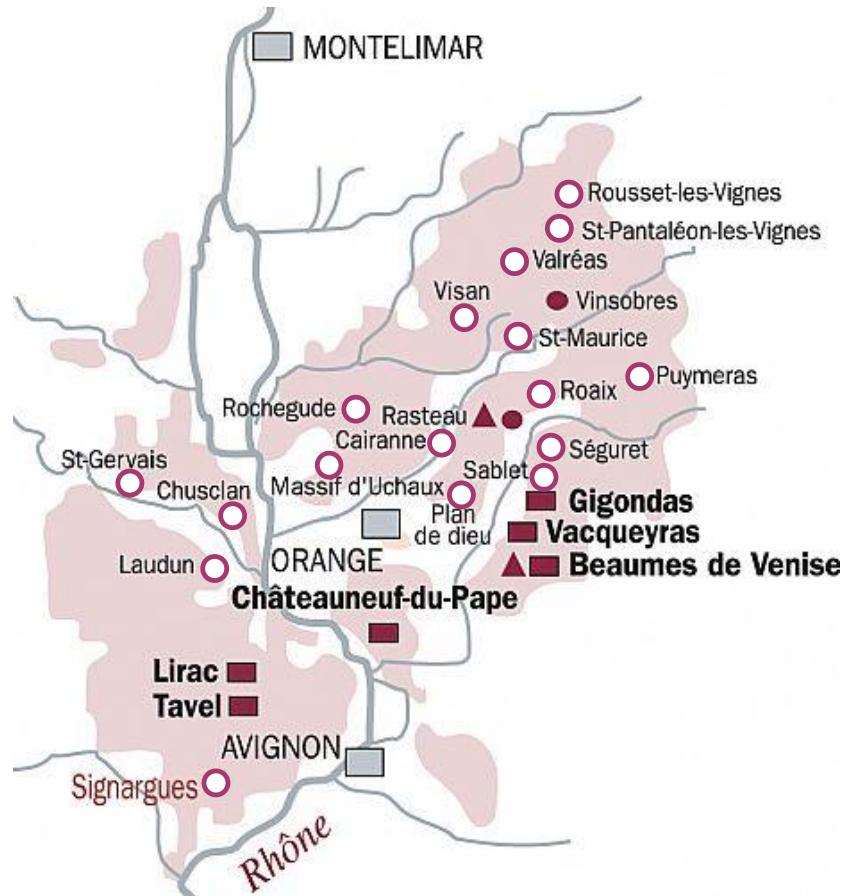 MONTELIMAR
Rousset-les-Vignes
St-Pantaléon-les-Vignes
Valréas
Visan
Vinsobres
St-Maurice
Puymeras
Roaix
Rochegude
Rasteau
Cairanne
Séguret
St-Gervais
Sablet
Massif d'Uchaux
Chusclan
Gigondas
Plan
de dieu
Vacqueyras
Laudun
ORANGE
Beaumes de Venise
Châteauneuf-du-Pape
Lirac
Tavel
AVIGNON
Signargues
Rhône